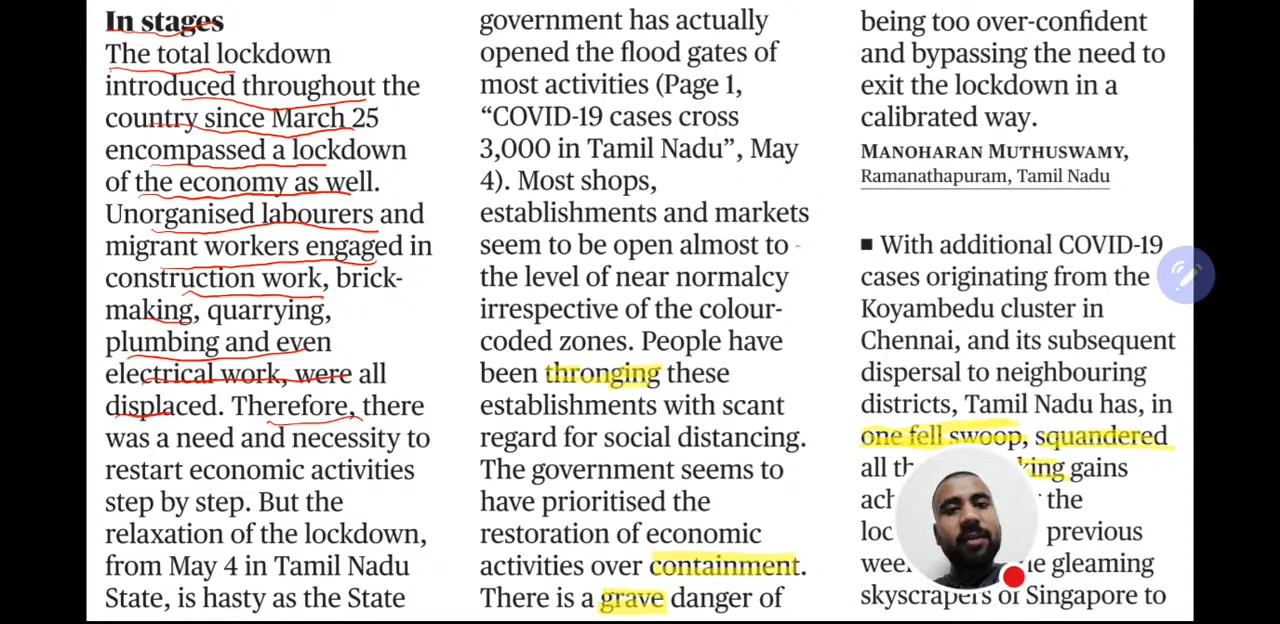 In stages
The total lockdown
introduced throughout the
country since March 25
encompassed a lockdown
of the economy as well.
Unorganised labourers and
migrant workers engaged in
construction work, brick-
making, quarrying,
plumbing and even
electrical work, were all
displaced. Therefore, there
was a need and necessity to
restart economic activities
step by step. But the
relaxation of the lockdown,
from May 4 in Tamil Nadu
State, is hasty as the State
government has actually
opened the flood gates of
most activities (Page 1,
“COVID-19 cases cross
3,000 in Tamil Nadu”, May
4). Most shops,
establishments and markets
seem to be open almost to
the level of near normalcy
irrespective of the colour-
coded zones. People have
been thronging these
establishments with scant
regard for social distancing.
The government seems to
have prioritised the
restoration of economic
activities over containment.
There is a grave danger of
being too over-confident
and bypassing the need to
exit the lockdown in a
calibrated way.
MANOHARAN MUTHUSWAMY,
Ramanathapuram, Tamil Nadu
■ With additional COVID-19
cases originating from the
Koyambedu cluster in
Chennai, and its subsequent
dispersal to neighbouring
districts, Tamil Nadu has, in
one fell swoop, squandered
all gains
the
previous
gleaming
skyscrapers of Singapore to